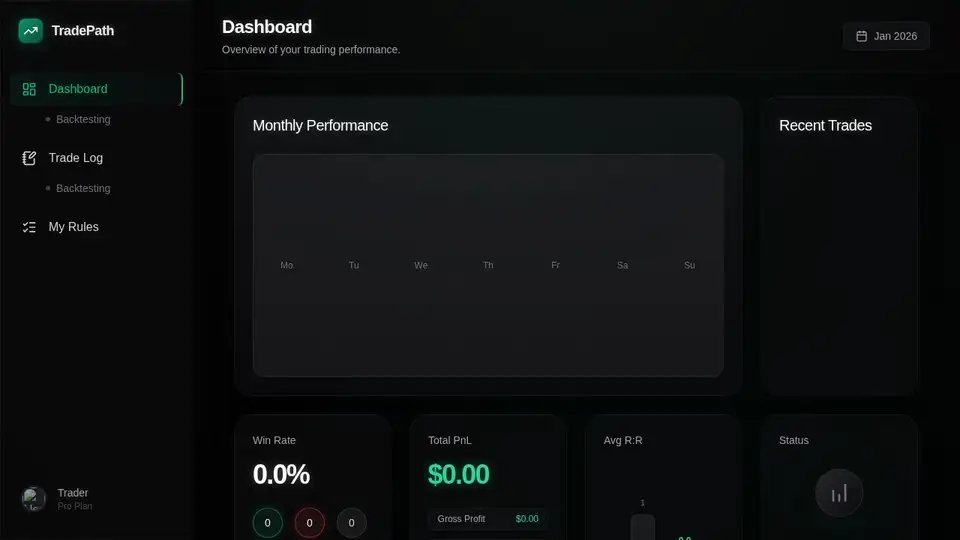 TradePath
Dashboard
Backtesting
Trade Log
Backtesting
My Rules
Trader
Pro Plan
Dashboard
Overview of your trading performance.
Jan 2026
Monthly Performance
Mo Tu We Th Fr Sa Su
Recent Trades
Win Rate
0.0%
0 0 0
Total PnL
$0.00
Gross Profit $0.00
Avg R:R
1
Status